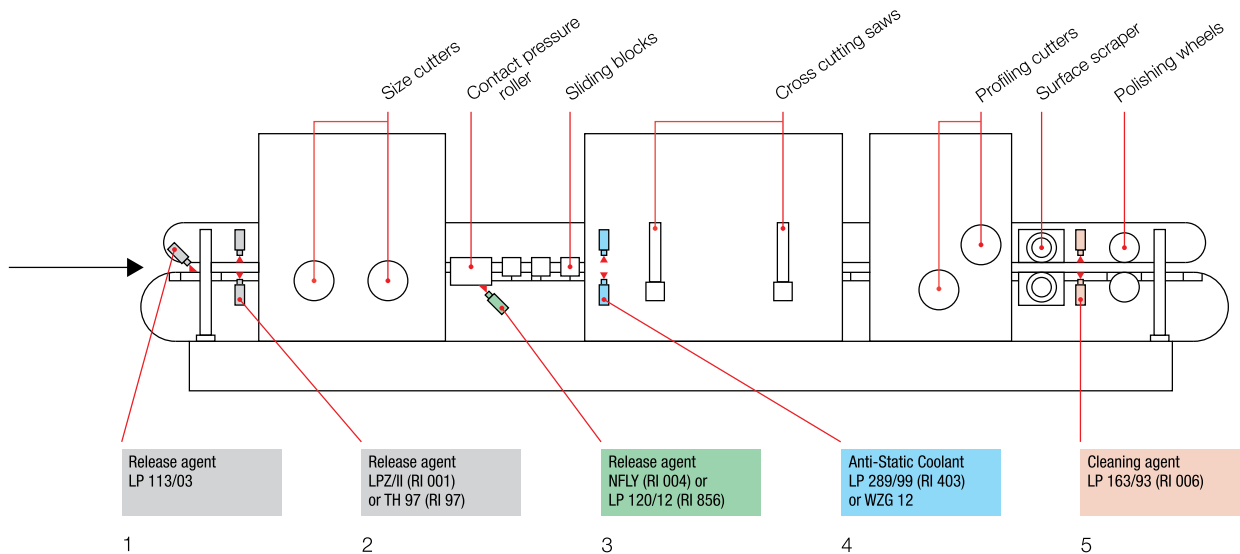 Size cutters
Contact pressure
roller
Sliding blocks
Cross cutting saws
Profiling cutters
Surface scraper
Polishing wheels
Release agent
LP 113/03
Release agent
LPZ/II (RI 001)
or TH 97 (RI 97)
Release agent
NFLY (RI 004) or
LP 120/12 (RI 856)
Anti-Static Coolant
LP 289/99 (RI 403)
or WZG 12
Cleaning agent
LP 163/93 (RI 006)
1
2
3
4
5